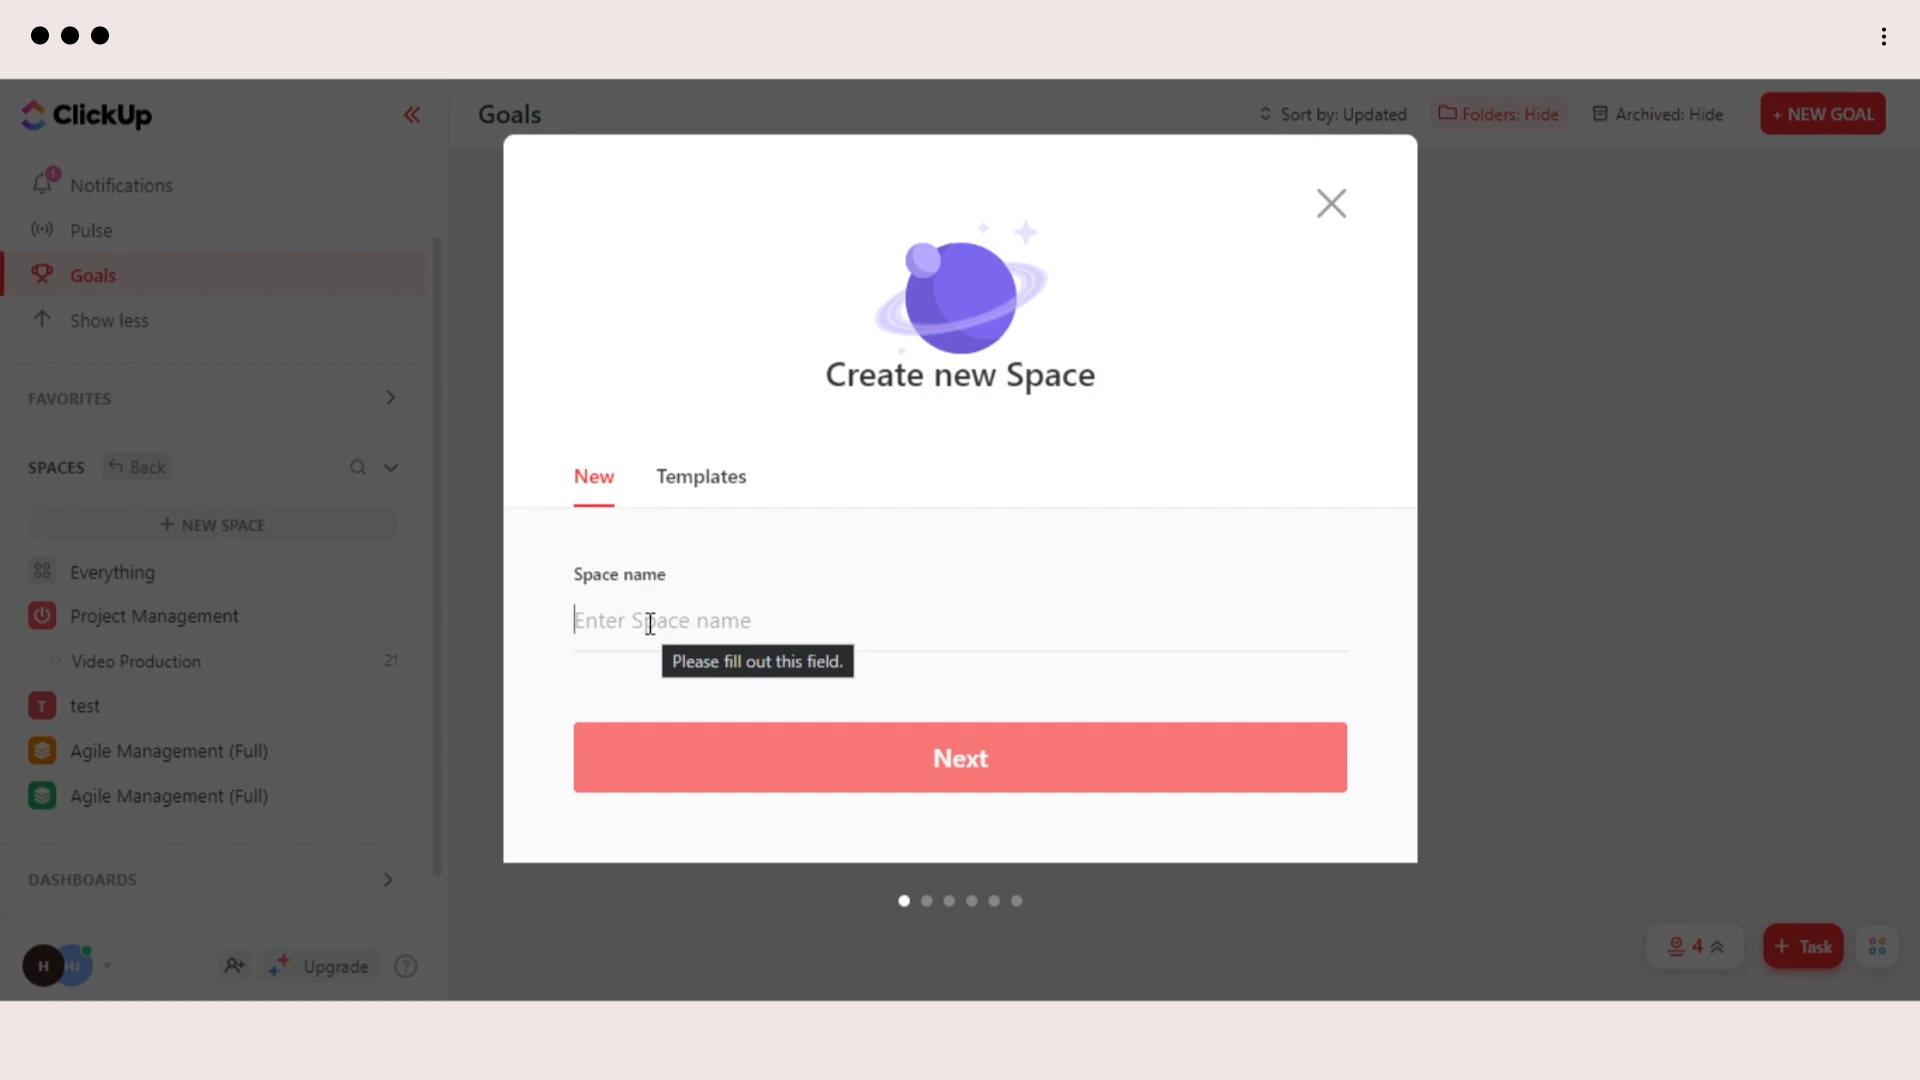 ClickUp
Goals
Sort by: Updated
Folders: Hide
Archived: Hide
+ NEW GOAL
1
Notifications
Pulse
Goals
Show less
FAVORITES
SPACES
Back
+ NEW SPACE
Everything
Project Management
Video Production
21
T
test
Agile Management (Full)
Agile Management (Full)
DASHBOARDS
H
HJ
Upgrade
?
Create new Space
New
Templates
Space name
Enter Space name
Please fill out this field.
Next
4
+ Task